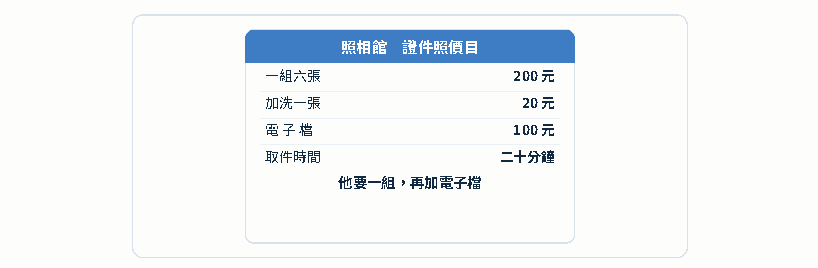 照相館　證件照價目
一組六張 200 元
加洗一張 20 元
電子檔 100 元
取件時間 二十分鐘
他要一組，再加電子檔